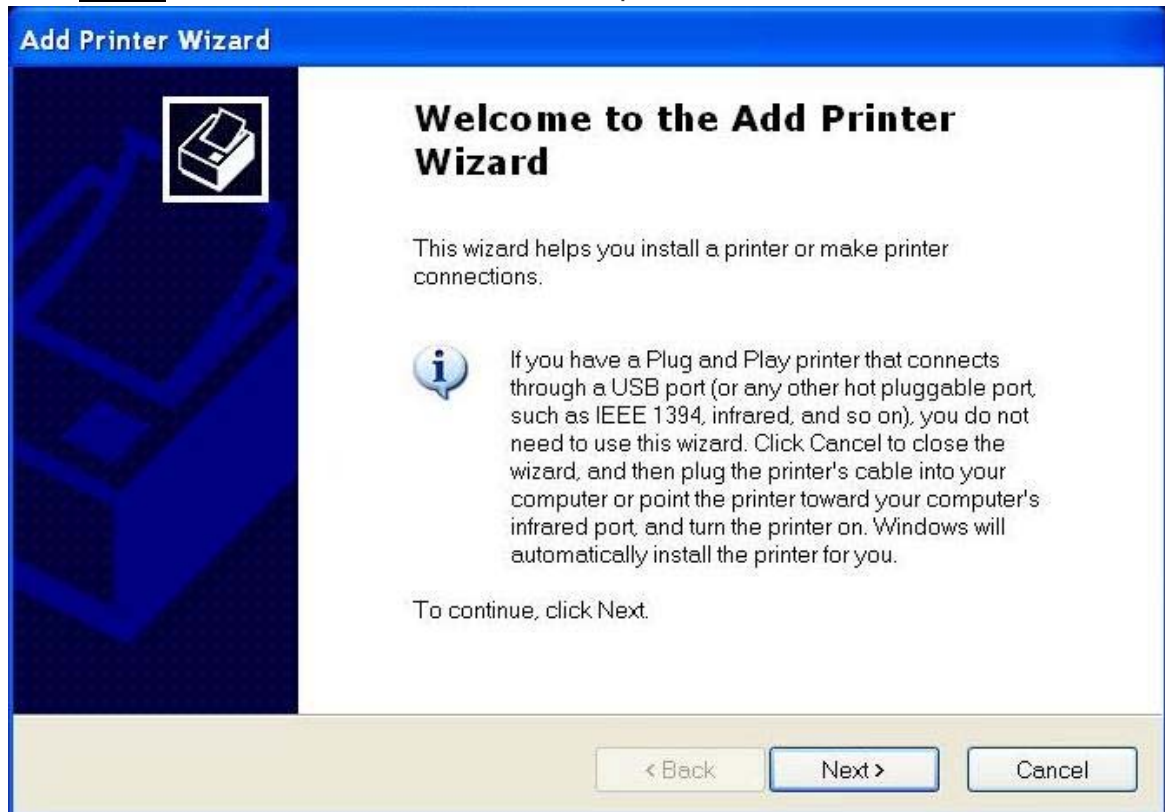 Add Printer Wizard
Welcome to the Add Printer
Wizard
This wizard helps you install a printer or make printer
connections.
If you have a Plug and Play printer that connects
through a USB port (or any other hot pluggable port,
such as IEEE 1394, infrared, and so on), you do not
need to use this wizard. Click Cancel to close the
wizard, and then plug the printer's cable into your
computer or point the printer toward your computer's
infrared port, and turn the printer on. Windows will
automatically install the printer for you.
To continue, click Next.
< Back
Next >
Cancel